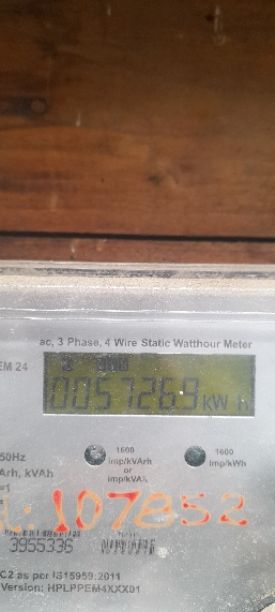 ac, 3 Phase, 4 Wire Static Watthour Meter
EM 24
0057269 kW h
50Hz
Arh, kVAh
=1
1600
imp/kVArh
or
imp/kVAh
1600
imp/kWh
107852
3955336
C2 as per IS15959:2011
Version: HPLPPEM4XXX01